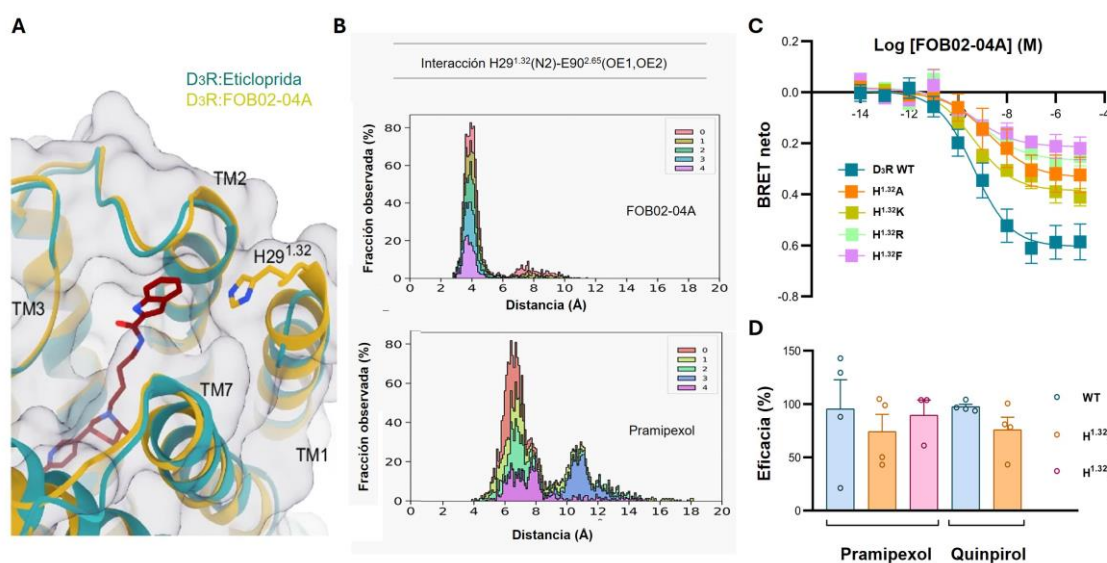 A
D3R:Eticloprida
D3R:FOB02-04A
TM2
H29^1.32
TM3
TM7
TM1
B
Interacción H29^1.32(N2)-E90^2.65(OE1,OE2)
Fracción observada (%)
80
60
40
20
0
0
1
2
3
4
FOB02-04A
0 2 4 6 8 10 12 14 16 18 20
Distancia (Å)
Fracción observada (%)
80
60
40
20
0
0
1
2
3
4
Pramipexol
0 2 4 6 8 10 12 14 16 18 20
Distancia (Å)
C
Log [FOB02-04A] (M)
BRET neto
0.2
0.0
0.2
0.4
0.6
-0.8
-14 -12 -8 -6 -4
D3R WT
H^1.32A
H^1.32K
H^1.32R
H^1.32F
D
Eficacia (%)
150
100
50
0
WT
H^1.32
H^1.32
Pramipexol Quinpirol